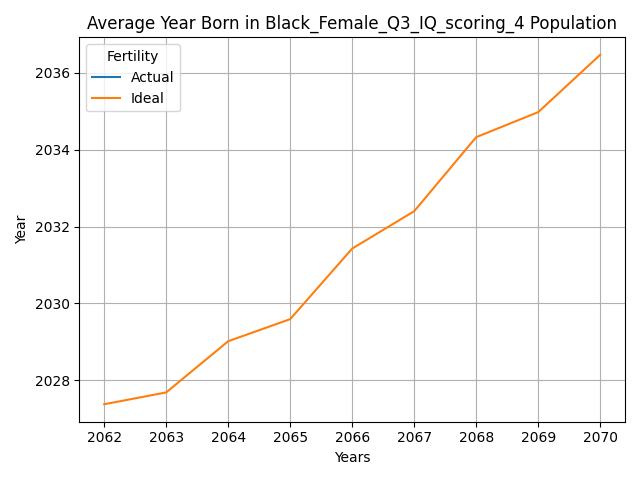 Average Year Born in Black_Female_Q3_IQ_scoring_4 Population
Fertility
Actual
Ideal
Year
2036
2034
2032
2030
2028
2062 2063 2064 2065 2066 2067 2068 2069 2070
Years